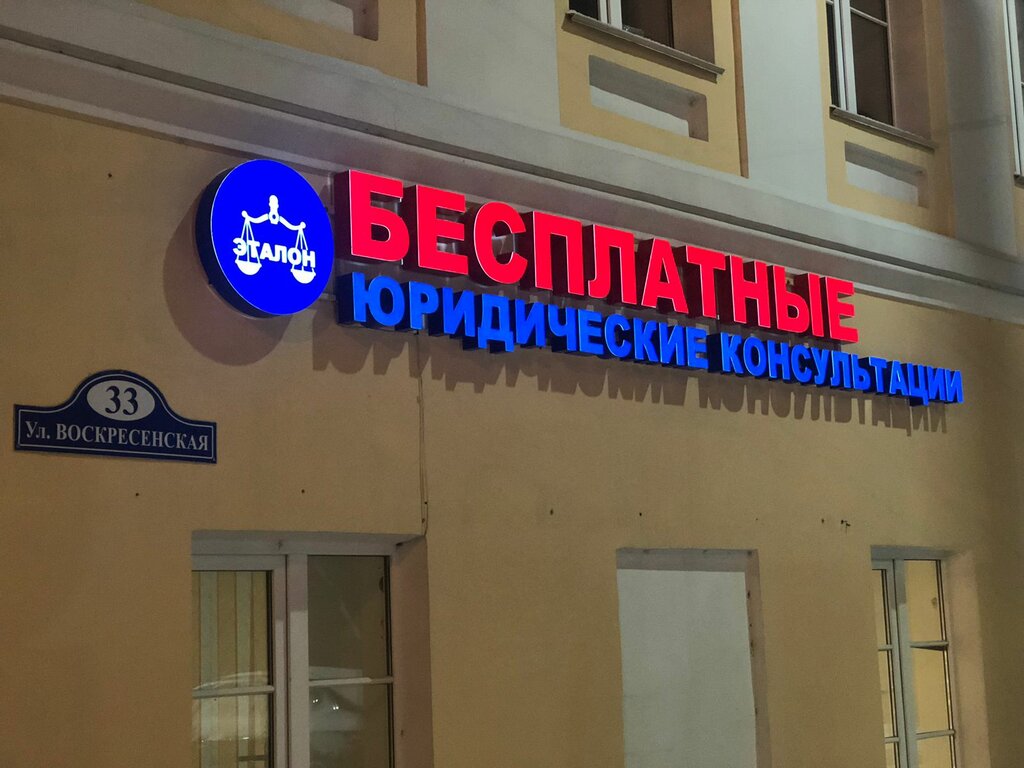 ЭТАЛОН
БЕСПЛАТНЫЕ
ЮРИДИЧЕСКИЕ КОНСУЛЬТАЦИИ
33
Ул. ВОСКРЕСЕНСКАЯ